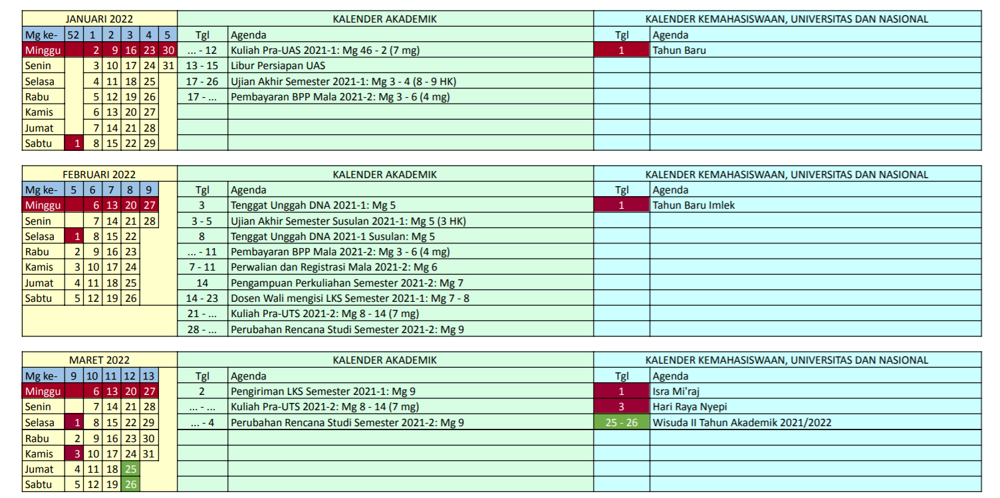 JANUARI 2022 KALENDER AKADEMIK KALENDER KEMAHASISWAAN, UNIVERSITAS DAN NASIONAL
Mg ke- 52 1 2 3 4 5 Tgl Agenda Tgl Agenda
Minggu 2 9 16 23 30 ... - 12 Kuliah Pra-UAS 2021-1: Mg 46 - 2 (7 mg) 1 Tahun Baru
Senin 3 10 17 24 31 13 - 15 Libur Persiapan UAS
Selasa 4 11 18 25 17 - 26 Ujian Akhir Semester 2021-1: Mg 3 - 4 (8 - 9 HK)
Rabu 5 12 19 26 17 - ... Pembayaran BPP Mala 2021-2: Mg 3 - 6 (4 mg)
Kamis 6 13 20 27
Jumat 7 14 21 28
Sabtu 1 8 15 22 29
FEBRUARI 2022 KALENDER AKADEMIK KALENDER KEMAHASISWAAN, UNIVERSITAS DAN NASIONAL
Mg ke- 5 6 7 8 9 Tgl Agenda Tgl Agenda
Minggu 6 13 20 27 3 Tenggat Unggah DNA 2021-1: Mg 5 1 Tahun Baru Imlek
Senin 7 14 21 28 3 - 5 Ujian Akhir Semester Susulan 2021-1: Mg 5 (3 HK)
Selasa 1 8 15 22 8 Tenggat Unggah DNA 2021-1 Susulan: Mg 5
Rabu 2 9 16 23 ... - 11 Pembayaran BPP Mala 2021-2: Mg 3 - 6 (4 mg)
Kamis 3 10 17 24 7 - 11 Perwalian dan Registrasi Mala 2021-2: Mg 6
Jumat 4 11 18 25 14 Pengampuan Perkuliahan Semester 2021-2: Mg 7
Sabtu 5 12 19 26 14 - 23 Dosen Wali mengisi LKS Semester 2021-1: Mg 7 - 8
21 - ... Kuliah Pra-UTS 2021-2: Mg 8 - 14 (7 mg)
28 - ... Perubahan Rencana Studi Semester 2021-2: Mg 9
MARET 2022 KALENDER AKADEMIK KALENDER KEMAHASISWAAN, UNIVERSITAS DAN NASIONAL
Mg ke- 9 10 11 12 13 Tgl Agenda Tgl Agenda
Minggu 6 13 20 27 2 Pengiriman LKS Semester 2021-1: Mg 9 1 Isra Mi'raj
Senin 7 14 21 28 ... - ... Kuliah Pra-UTS 2021-2: Mg 8 - 14 (7 mg) 3 Hari Raya Nyepi
Selasa 1 8 15 22 29 ... - 4 Perubahan Rencana Studi Semester 2021-2: Mg 9 25 - 26 Wisuda II Tahun Akademik 2021/2022
Rabu 2 9 16 23 30
Kamis 3 10 17 24 31
Jumat 4 11 18 25
Sabtu 5 12 19 26